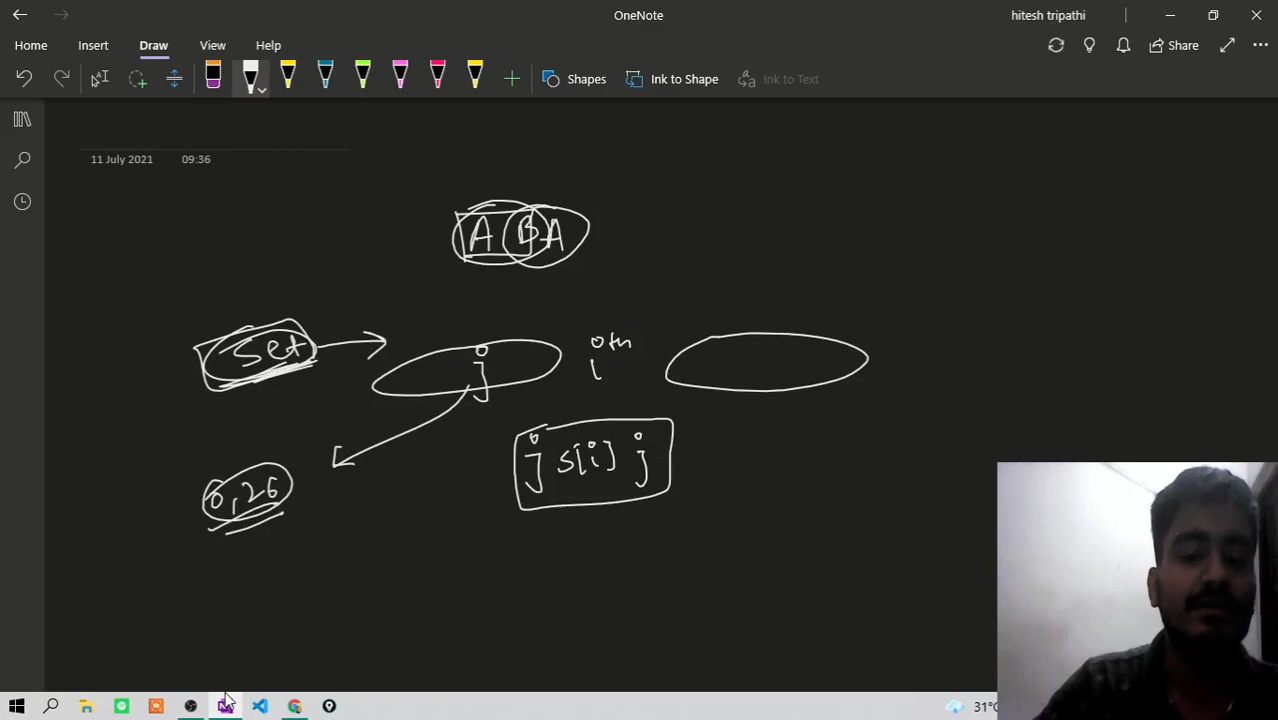 OneNote
hitesh tripathi
Home Insert Draw View Help
Share
Shapes
Ink to Shape
Ink to Text
11 July 2021 09:36
A B A
Set
j
0th
i
j s[i] j
0,26
31°C